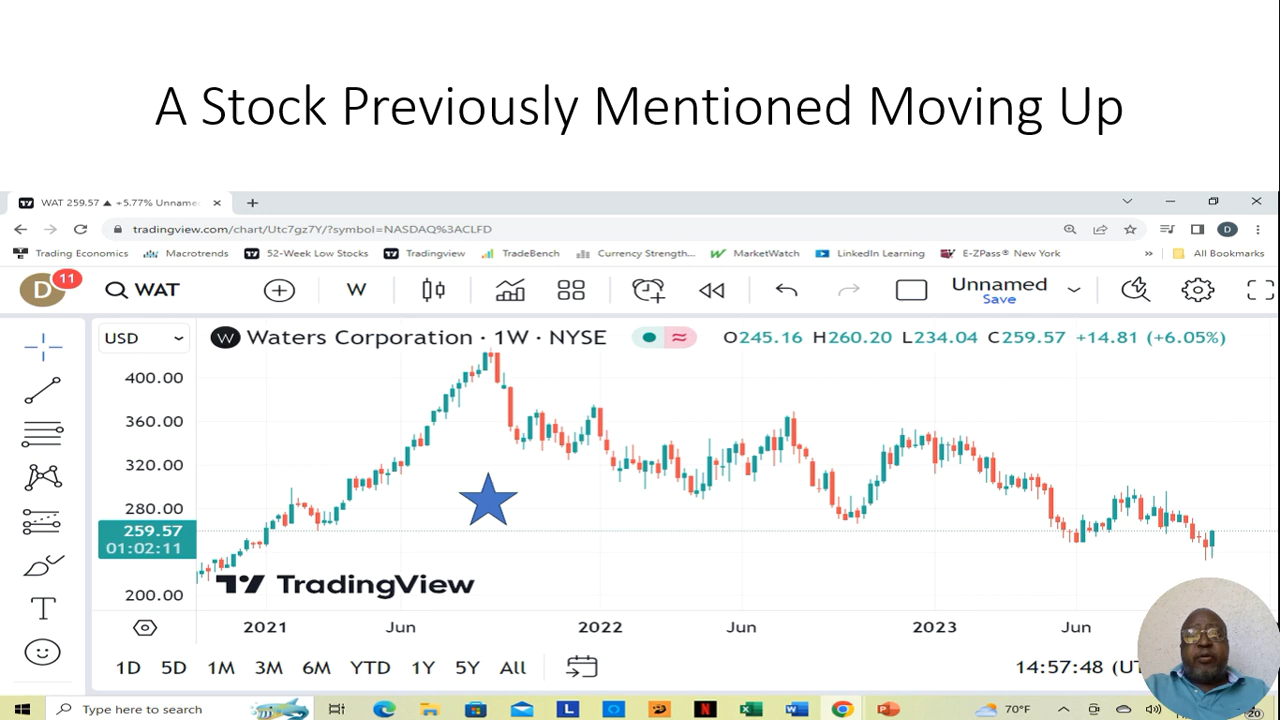 A Stock Previously Mentioned Moving Up
WAT 259.57 ▲ +5.77% Unname
tradingview.com/chart/Utc7gz7Y/?symbol=NASDAQ%3ACLFD
D
Trading Economics Macrotrends 52-Week Low Stocks Tradingview TradeBench Currency Strength... MarketWatch LinkedIn Learning E-ZPass® New York » All Bookmarks
D 11 WAT W Unnamed
Save
USD W Waters Corporation · 1W · NYSE O245.16 H260.20 L234.04 C259.57 +14.81 (+6.05%)
400.00
360.00
320.00
280.00
259.57
01:02:11
TradingView
200.00
2021 Jun 2022 Jun 2023 Jun
T
1D 5D 1M 3M 6M YTD 1Y 5Y All 14:57:48 (UT
Type here to search 70°F
20